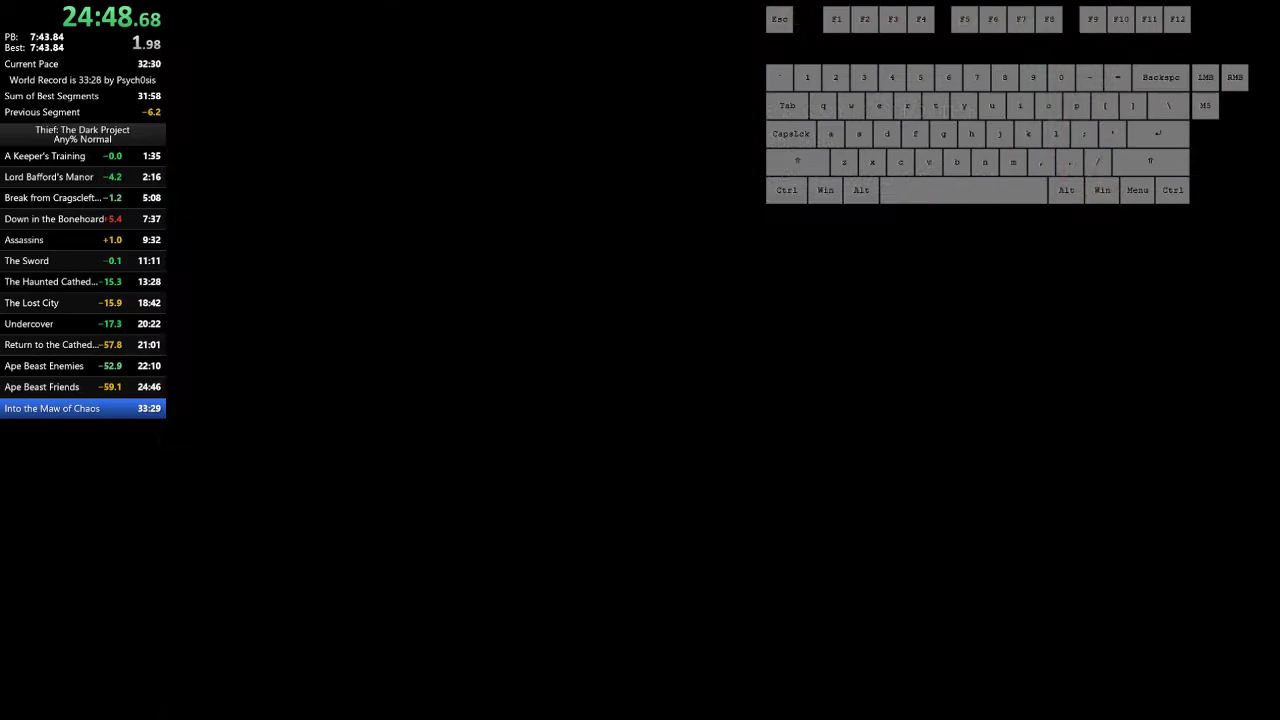 24:48.68
PB: 7:43.84
Best: 7:43.84
1.98
Current Pace 32:30
World Record is 33:28 by Psych0sis
Sum of Best Segments 31:58
Previous Segment −6.2
Thief: The Dark Project
Any% Normal
A Keeper's Training −0.0 1:35
Lord Bafford's Manor −4.2 2:16
Break from Cragscleft... −1.2 5:08
Down in the Bonehoard +5.4 7:37
Assassins +1.0 9:32
The Sword −0.1 11:11
The Haunted Cathed... −15.3 13:28
The Lost City −15.9 18:42
Undercover −17.3 20:22
Return to the Cathed... −57.8 21:01
Ape Beast Enemies −52.9 22:10
Ape Beast Friends −59.1 24:46
Into the Maw of Chaos 33:29
Esc F1 F2 F3 F4 F5 F6 F7 F8 F9 F10 F11 F12
` 1 2 3 4 5 6 7 8 9 0 - = Backspc LMB RMB
Tab q w e r t y u i o p [ ] \ M5
CapsLck a s d f g h j k l ; ' ↵
⇧ z x c v b n m , . / ⇧
Ctrl Win Alt Alt Win Menu Ctrl